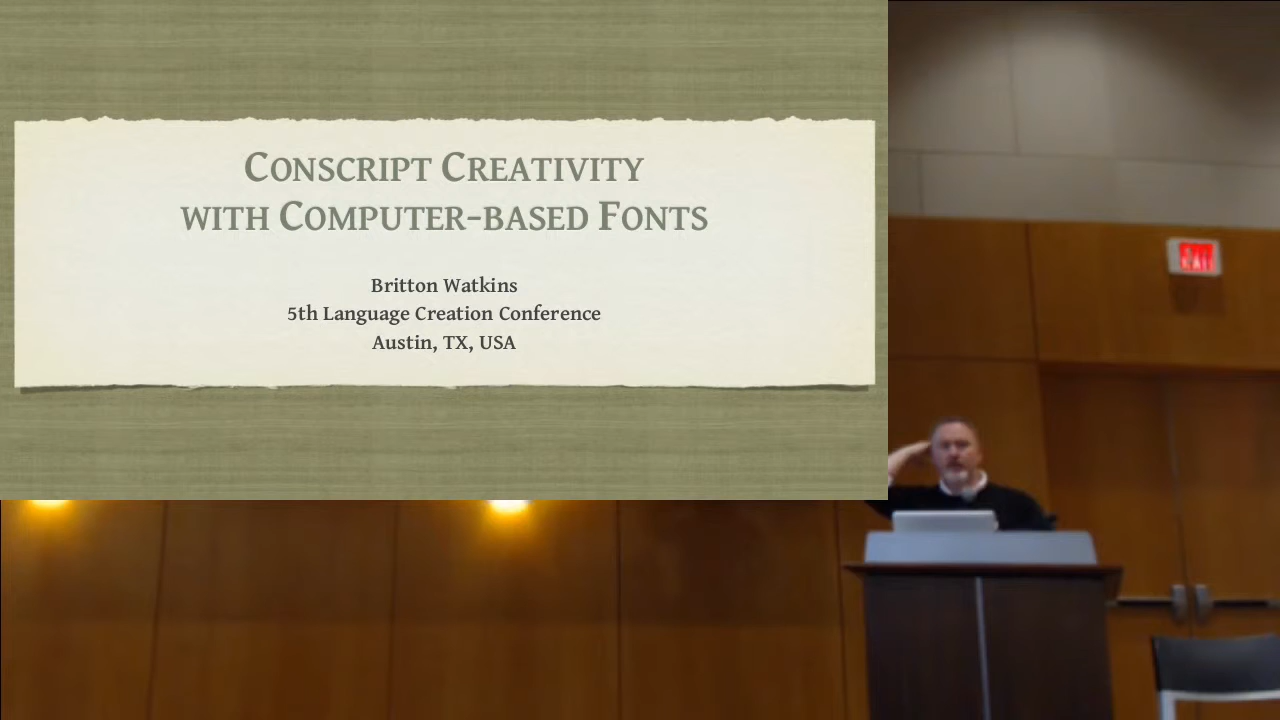 Conscript Creativity
with Computer-based Fonts
Britton Watkins
5th Language Creation Conference
Austin, TX, USA
EXIT